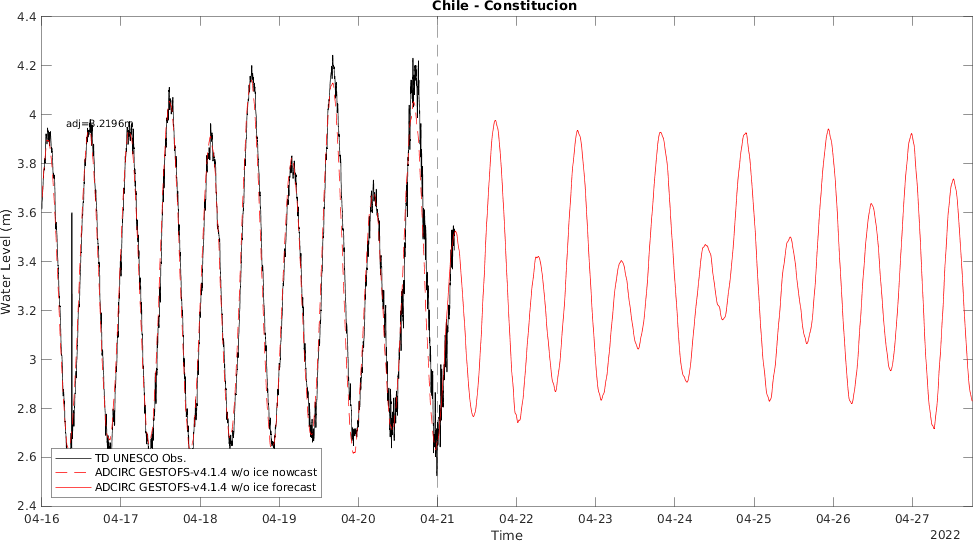 Chile - Constitucion
4.4
4.2
4
3.8
3.6
3.4
3.2
3
2.8
2.6
2.4
Water Level (m)
adj=3.2196m
TD UNESCO Obs.
ADCIRC GESTOFS-v4.1.4 w/o ice nowcast
ADCIRC GESTOFS-v4.1.4 w/o ice forecast
04-16 04-17 04-18 04-19 04-20 04-21 04-22 04-23 04-24 04-25 04-26 04-27
Time
2022